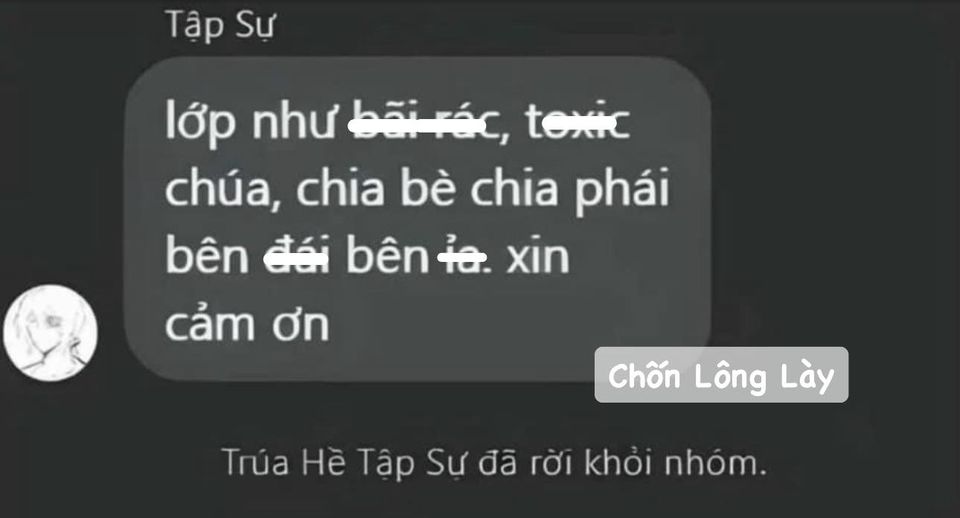 Tập Sự
lớp như bãi rác, toxic
chúa, chia bè chia phái
bên đái bên ỉa. xin
cảm ơn
Chốn Lông Lày
Trúa Hề Tập Sự đã rời khỏi nhóm.